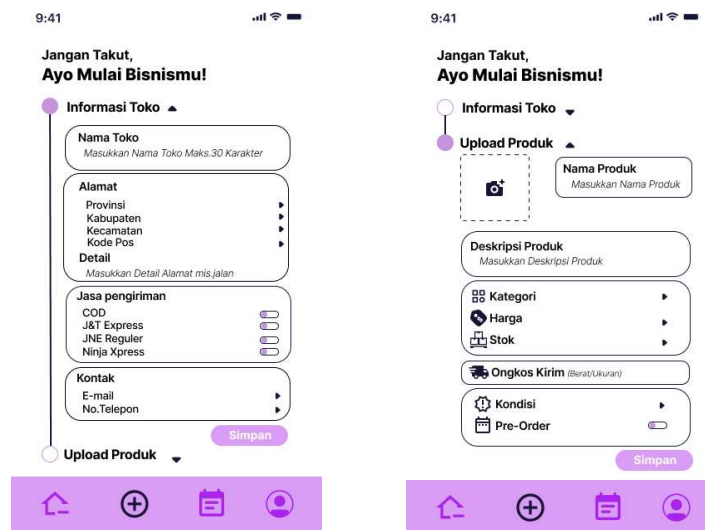 9:41
Jangan Takut,
Ayo Mulai Bisnismu!
Informasi Toko
Nama Toko
Masukkan Nama Toko Maks.30 Karakter
Alamat
Provinsi
Kabupaten
Kecamatan
Kode Pos
Detail
Masukkan Detail Alamat mis.jalan
Jasa pengiriman
COD
J&T Express
JNE Reguler
Ninja Xpress
Kontak
E-mail
No.Telepon
Simpan
Upload Produk
9:41
Jangan Takut,
Ayo Mulai Bisnismu!
Informasi Toko
Upload Produk
Nama Produk
Masukkan Nama Produk
Deskripsi Produk
Masukkan Deskripsi Produk
Kategori
Harga
Stok
Ongkos Kirim (Berat/Ukuran)
Kondisi
Pre-Order
Simpan